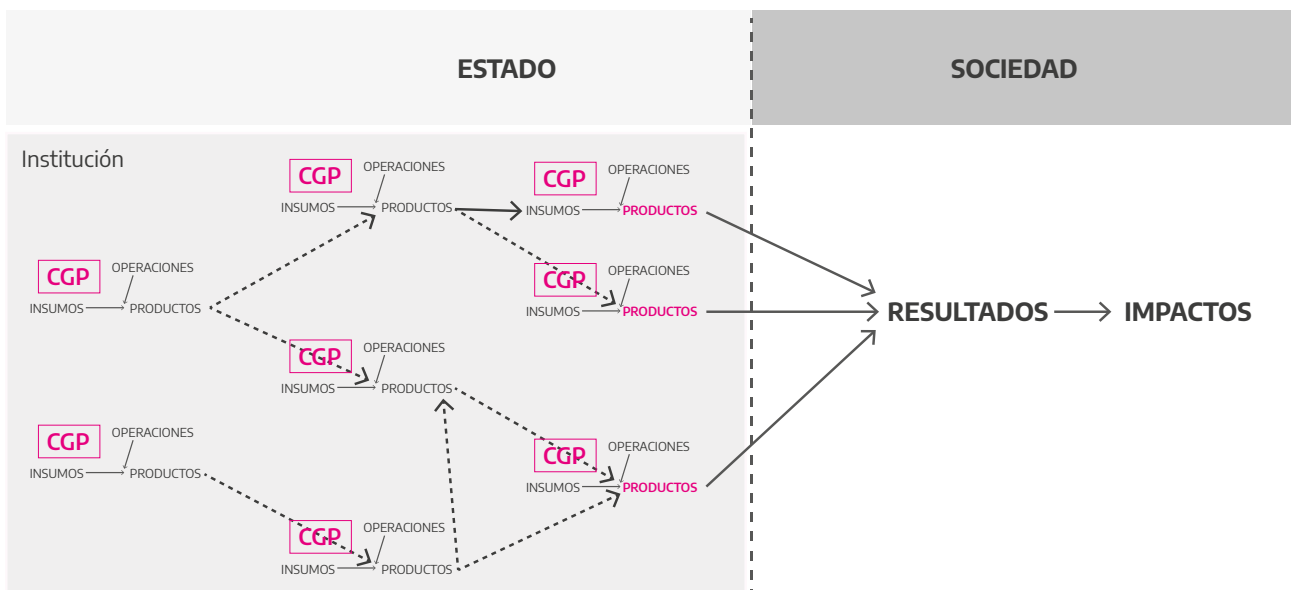 ESTADO
SOCIEDAD
Institución
CGP
OPERACIONES
INSUMOS
PRODUCTOS
CGP
OPERACIONES
INSUMOS
PRODUCTOS
CGP
OPERACIONES
INSUMOS
PRODUCTOS
CGP
OPERACIONES
INSUMOS
PRODUCTOS
CGP
OPERACIONES
INSUMOS
PRODUCTOS
CGP
OPERACIONES
INSUMOS
PRODUCTOS
CGP
OPERACIONES
INSUMOS
PRODUCTOS
CGP
OPERACIONES
INSUMOS
PRODUCTOS
RESULTADOS
IMPACTOS